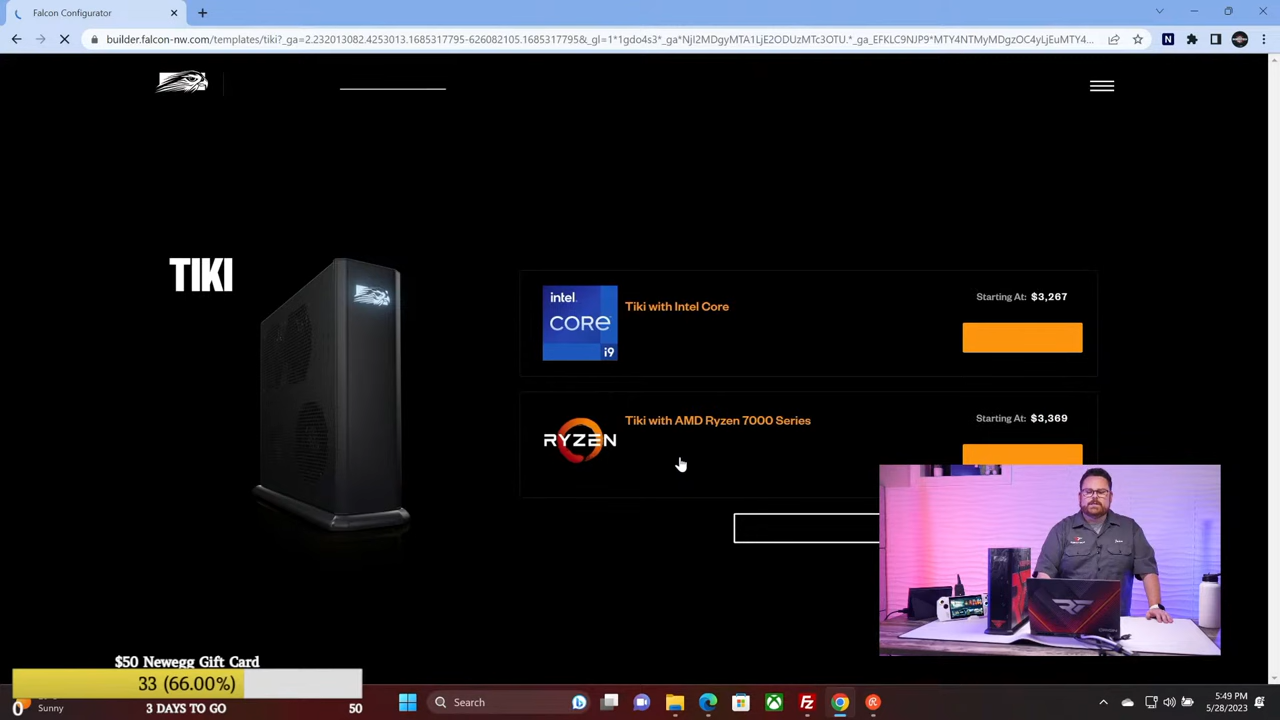 Falcon Configurator
builder.falcon-nw.com/templates/tiki?_ga=2.232013082.4253013.1685317795-626082105.1685317795&_gl=1*1gdo4s3*_ga*NjI2MDgyMTA1LjE2ODUzMTc3OTU.*_ga_EFKLC9NJP9*MTY4NTMyMDgzOC4yLjEuMTY4N...
TIKI
intel.
CORE
i9
Tiki with Intel Core
Starting At: $3,267
RYZEN
Tiki with AMD Ryzen 7000 Series
Starting At: $3,369
$50 Newegg Gift Card
33 (66.00%)
0 3 DAYS TO GO 50
Sunny
Search
5:49 PM
5/28/2023